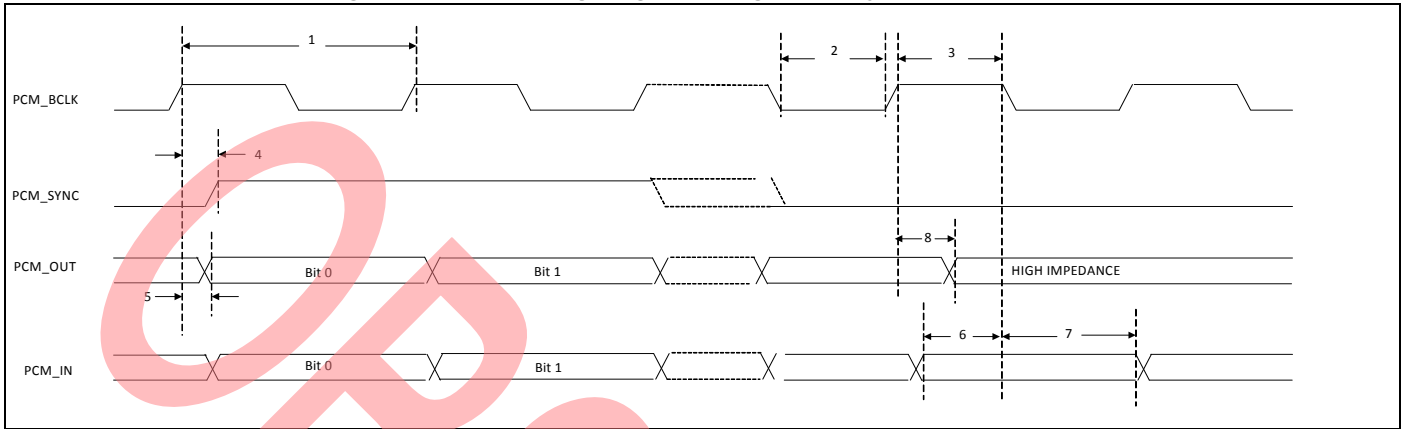 1
2
3
PCM_BCLK
4
PCM_SYNC
8
PCM_OUT
Bit 0
Bit 1
HIGH IMPEDANCE
5
6
7
PCM_IN
Bit 0
Bit 1
OP